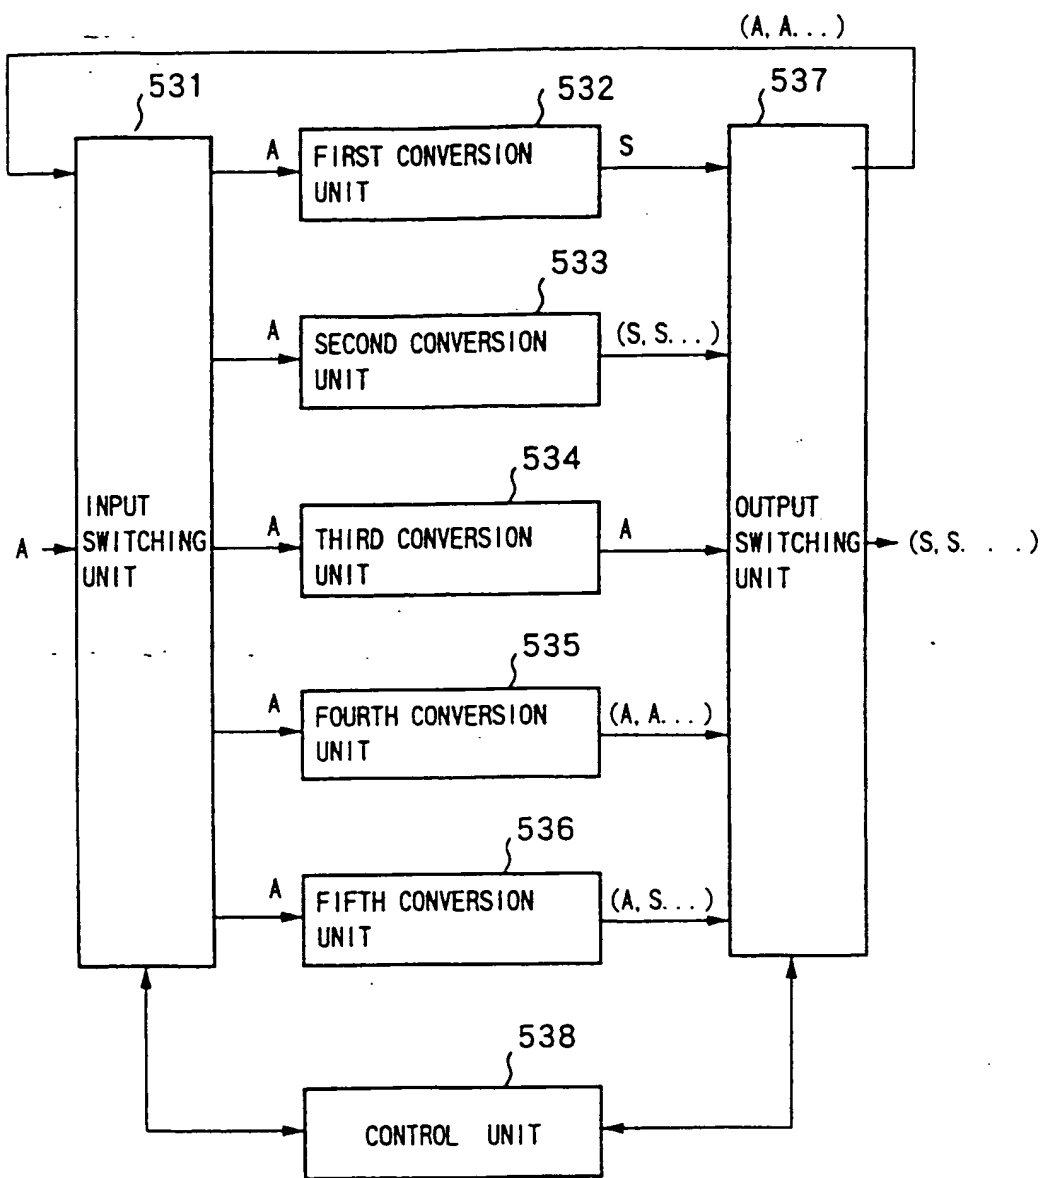 (A, A...)
531
532
537
A
FIRST CONVERSION
UNIT
S
533
A
SECOND CONVERSION
UNIT
(S, S...)
534
INPUT
SWITCHING
UNIT
A
A
THIRD CONVERSION
UNIT
A
OUTPUT
SWITCHING
UNIT
(S, S. . . .)
535
A
FOURTH CONVERSION
UNIT
(A, A...)
536
A
FIFTH CONVERSION
UNIT
(A, S...)
538
CONTROL UNIT